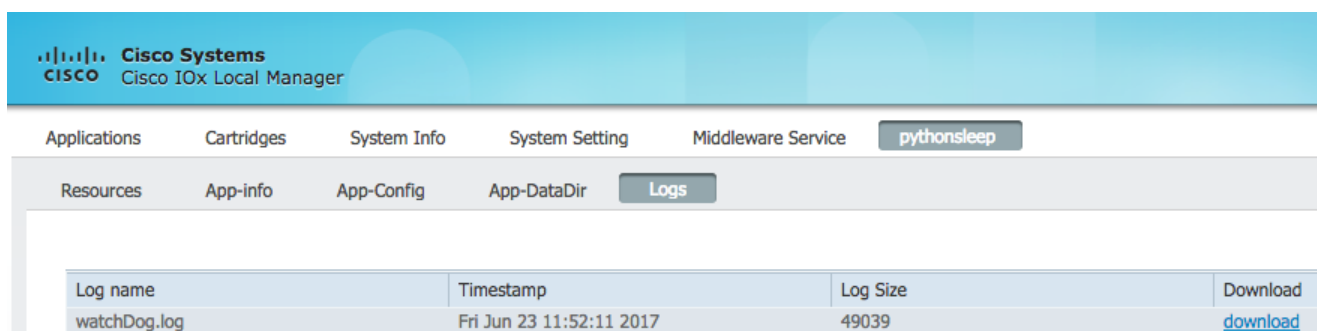 Cisco Systems
CISCO Cisco IOx Local Manager
Applications Cartridges System Info System Setting Middleware Service pythonsleep
Resources App-info App-Config App-DataDir Logs
Log name Timestamp Log Size Download
watchDog.log Fri Jun 23 11:52:11 2017 49039 download